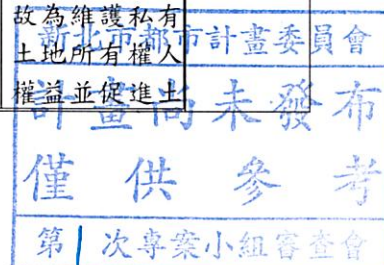 故為維護私有
土地所有權人
權益並促進土
新北市都市計畫委員會
計畫尚未發布
僅供參考
第1次專案小組審查會